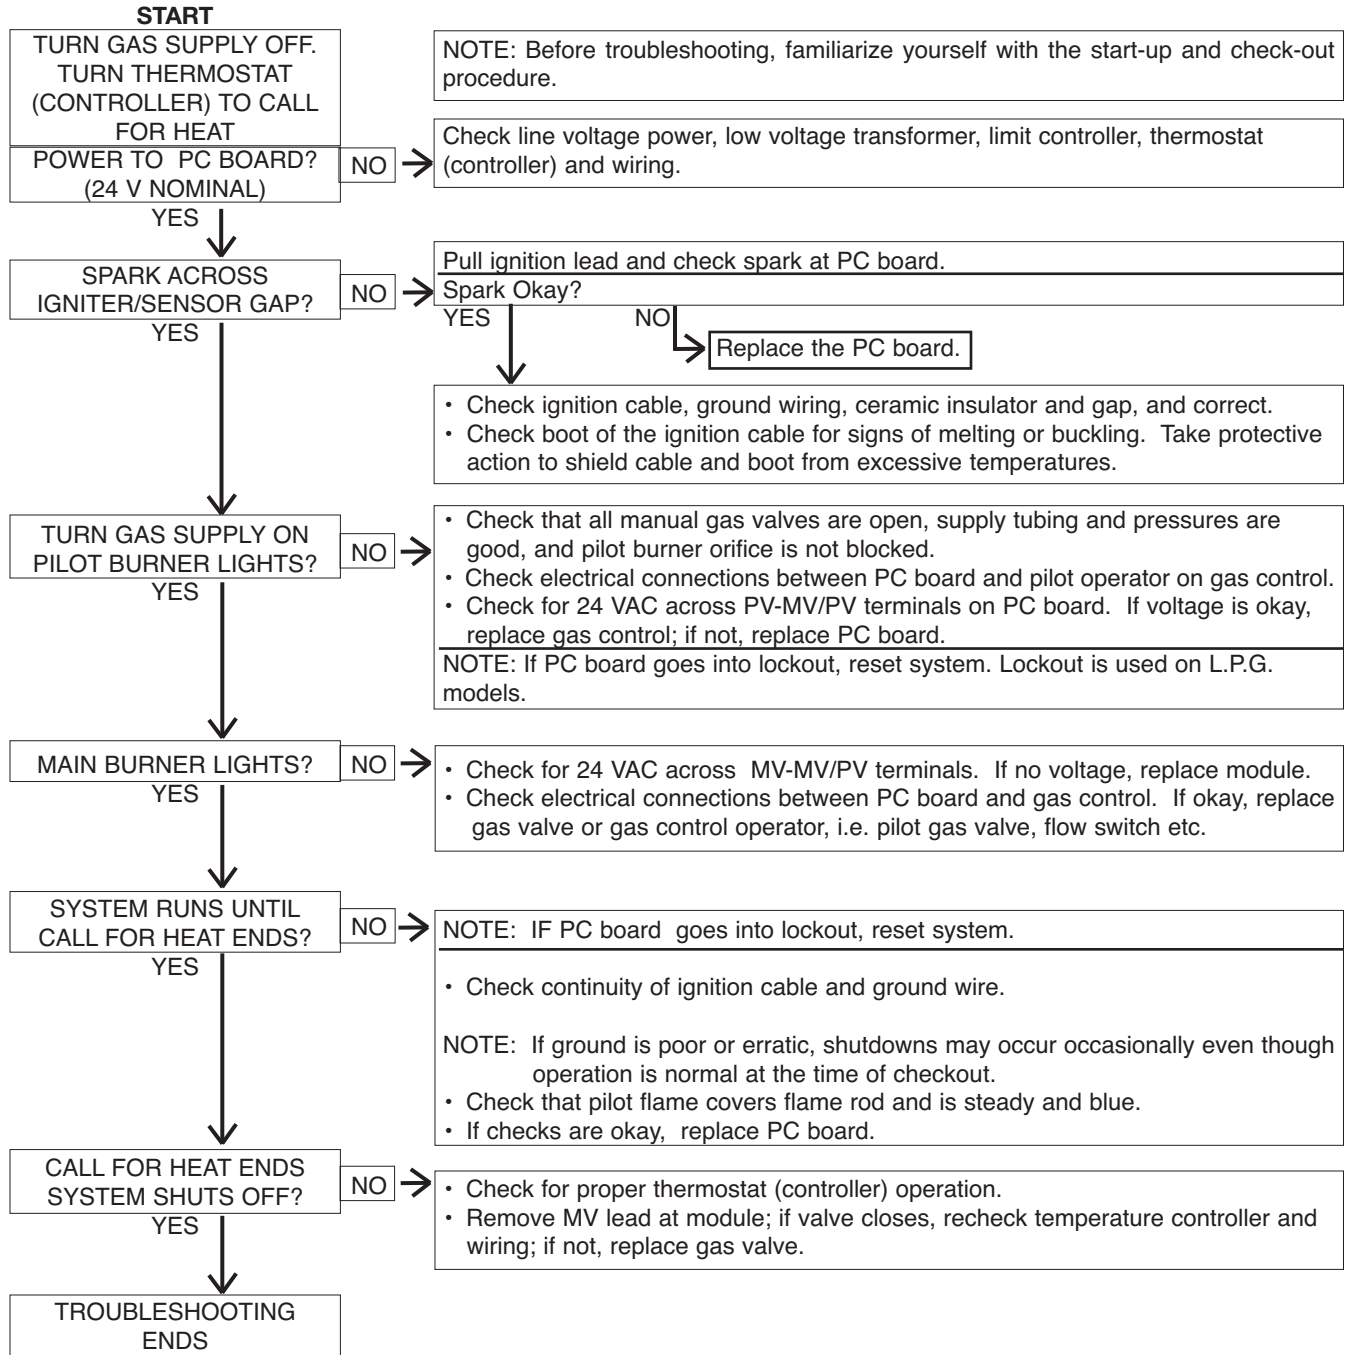 START
TURN GAS SUPPLY OFF.
TURN THERMOSTAT
(CONTROLLER) TO CALL
FOR HEAT
NOTE: Before troubleshooting, familiarize yourself with the start-up and check-out
procedure.
POWER TO PC BOARD?
(24 V NOMINAL)
NO
Check line voltage power, low voltage transformer, limit controller, thermostat
(controller) and wiring.
YES
SPARK ACROSS
IGNITER/SENSOR GAP?
NO
Pull ignition lead and check spark at PC board.
Spark Okay?
YES
NO
Replace the PC board.
• Check ignition cable, ground wiring, ceramic insulator and gap, and correct.
• Check boot of the ignition cable for signs of melting or buckling. Take protective
action to shield cable and boot from excessive temperatures.
YES
TURN GAS SUPPLY ON
PILOT BURNER LIGHTS?
NO
• Check that all manual gas valves are open, supply tubing and pressures are
good, and pilot burner orifice is not blocked.
• Check electrical connections between PC board and pilot operator on gas control.
• Check for 24 VAC across PV-MV/PV terminals on PC board. If voltage is okay,
replace gas control; if not, replace PC board.
NOTE: If PC board goes into lockout, reset system. Lockout is used on L.P.G.
models.
YES
MAIN BURNER LIGHTS?
NO
• Check for 24 VAC across MV-MV/PV terminals. If no voltage, replace module.
• Check electrical connections between PC board and gas control. If okay, replace
gas valve or gas control operator, i.e. pilot gas valve, flow switch etc.
YES
SYSTEM RUNS UNTIL
CALL FOR HEAT ENDS?
NO
NOTE: IF PC board goes into lockout, reset system.
• Check continuity of ignition cable and ground wire.
NOTE: If ground is poor or erratic, shutdowns may occur occasionally even though
operation is normal at the time of checkout.
• Check that pilot flame covers flame rod and is steady and blue.
• If checks are okay, replace PC board.
YES
CALL FOR HEAT ENDS
SYSTEM SHUTS OFF?
NO
• Check for proper thermostat (controller) operation.
• Remove MV lead at module; if valve closes, recheck temperature controller and
wiring; if not, replace gas valve.
YES
TROUBLESHOOTING
ENDS